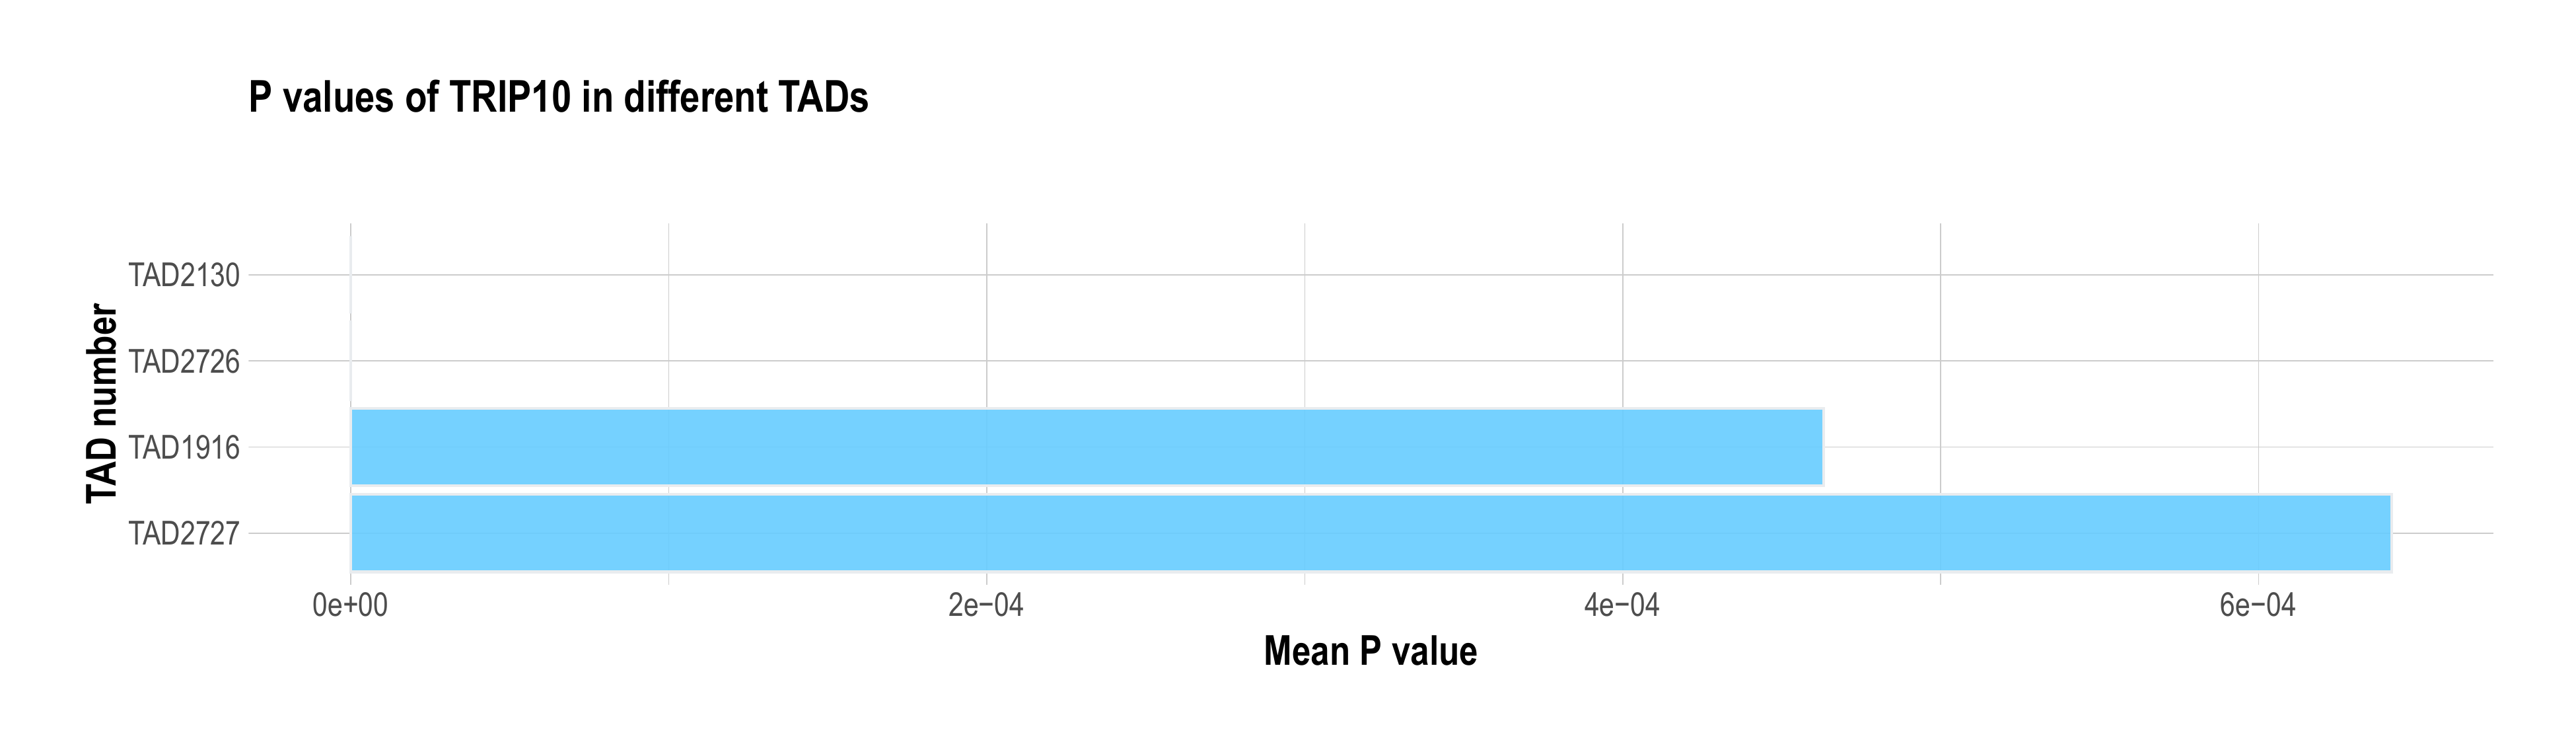 P values of TRIP10 in different TADs
TAD number
TAD2130
TAD2726
TAD1916
TAD2727
0e+00 2e−04 4e−04 6e−04
Mean P value